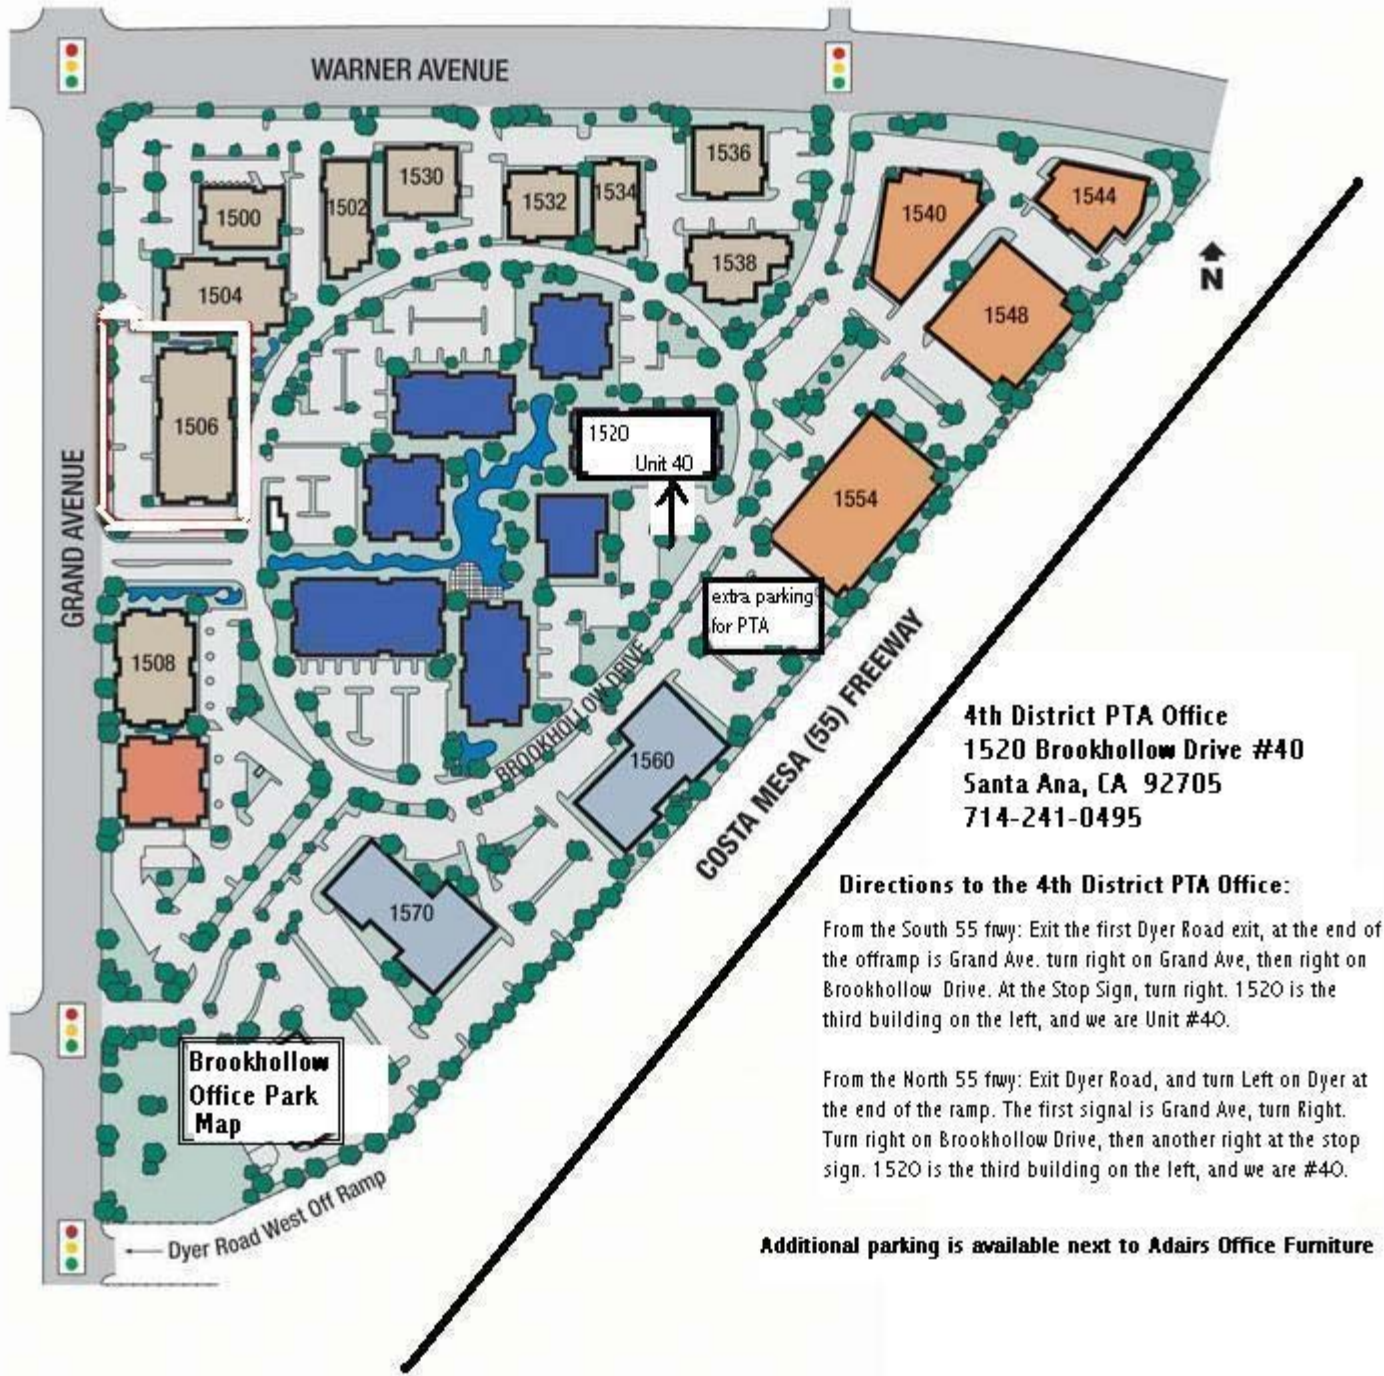 WARNER AVENUE
1536
1530
1534
1532
1502
1500
1540
1544
1538
1504
1548
N
1506
1520
Unit 40
1554
GRAND AVENUE
extra parking
for PTA
1508
BROOKHOLLOW DRIVE
COSTA MESA (55) FREEWAY
1560
1570
4th District PTA Office
1520 Brookhollow Drive #40
Santa Ana, CA 92705
714-241-0495
Directions to the 4th District PTA Office:
From the South 55 fwy: Exit the first Dyer Road exit, at the end of
the offramp is Grand Ave. turn right on Grand Ave, then right on
Brookhollow Drive. At the Stop Sign, turn right. 1520 is the
third building on the left, and we are Unit #40.
Brookhollow
Office Park
Map
From the North 55 fwy: Exit Dyer Road, and turn Left on Dyer at
the end of the ramp. The first signal is Grand Ave, turn Right.
Turn right on Brookhollow Drive, then another right at the stop
sign. 1520 is the third building on the left, and we are #40.
Dyer Road West Off Ramp
Additional parking is available next to Adairs Office Furniture